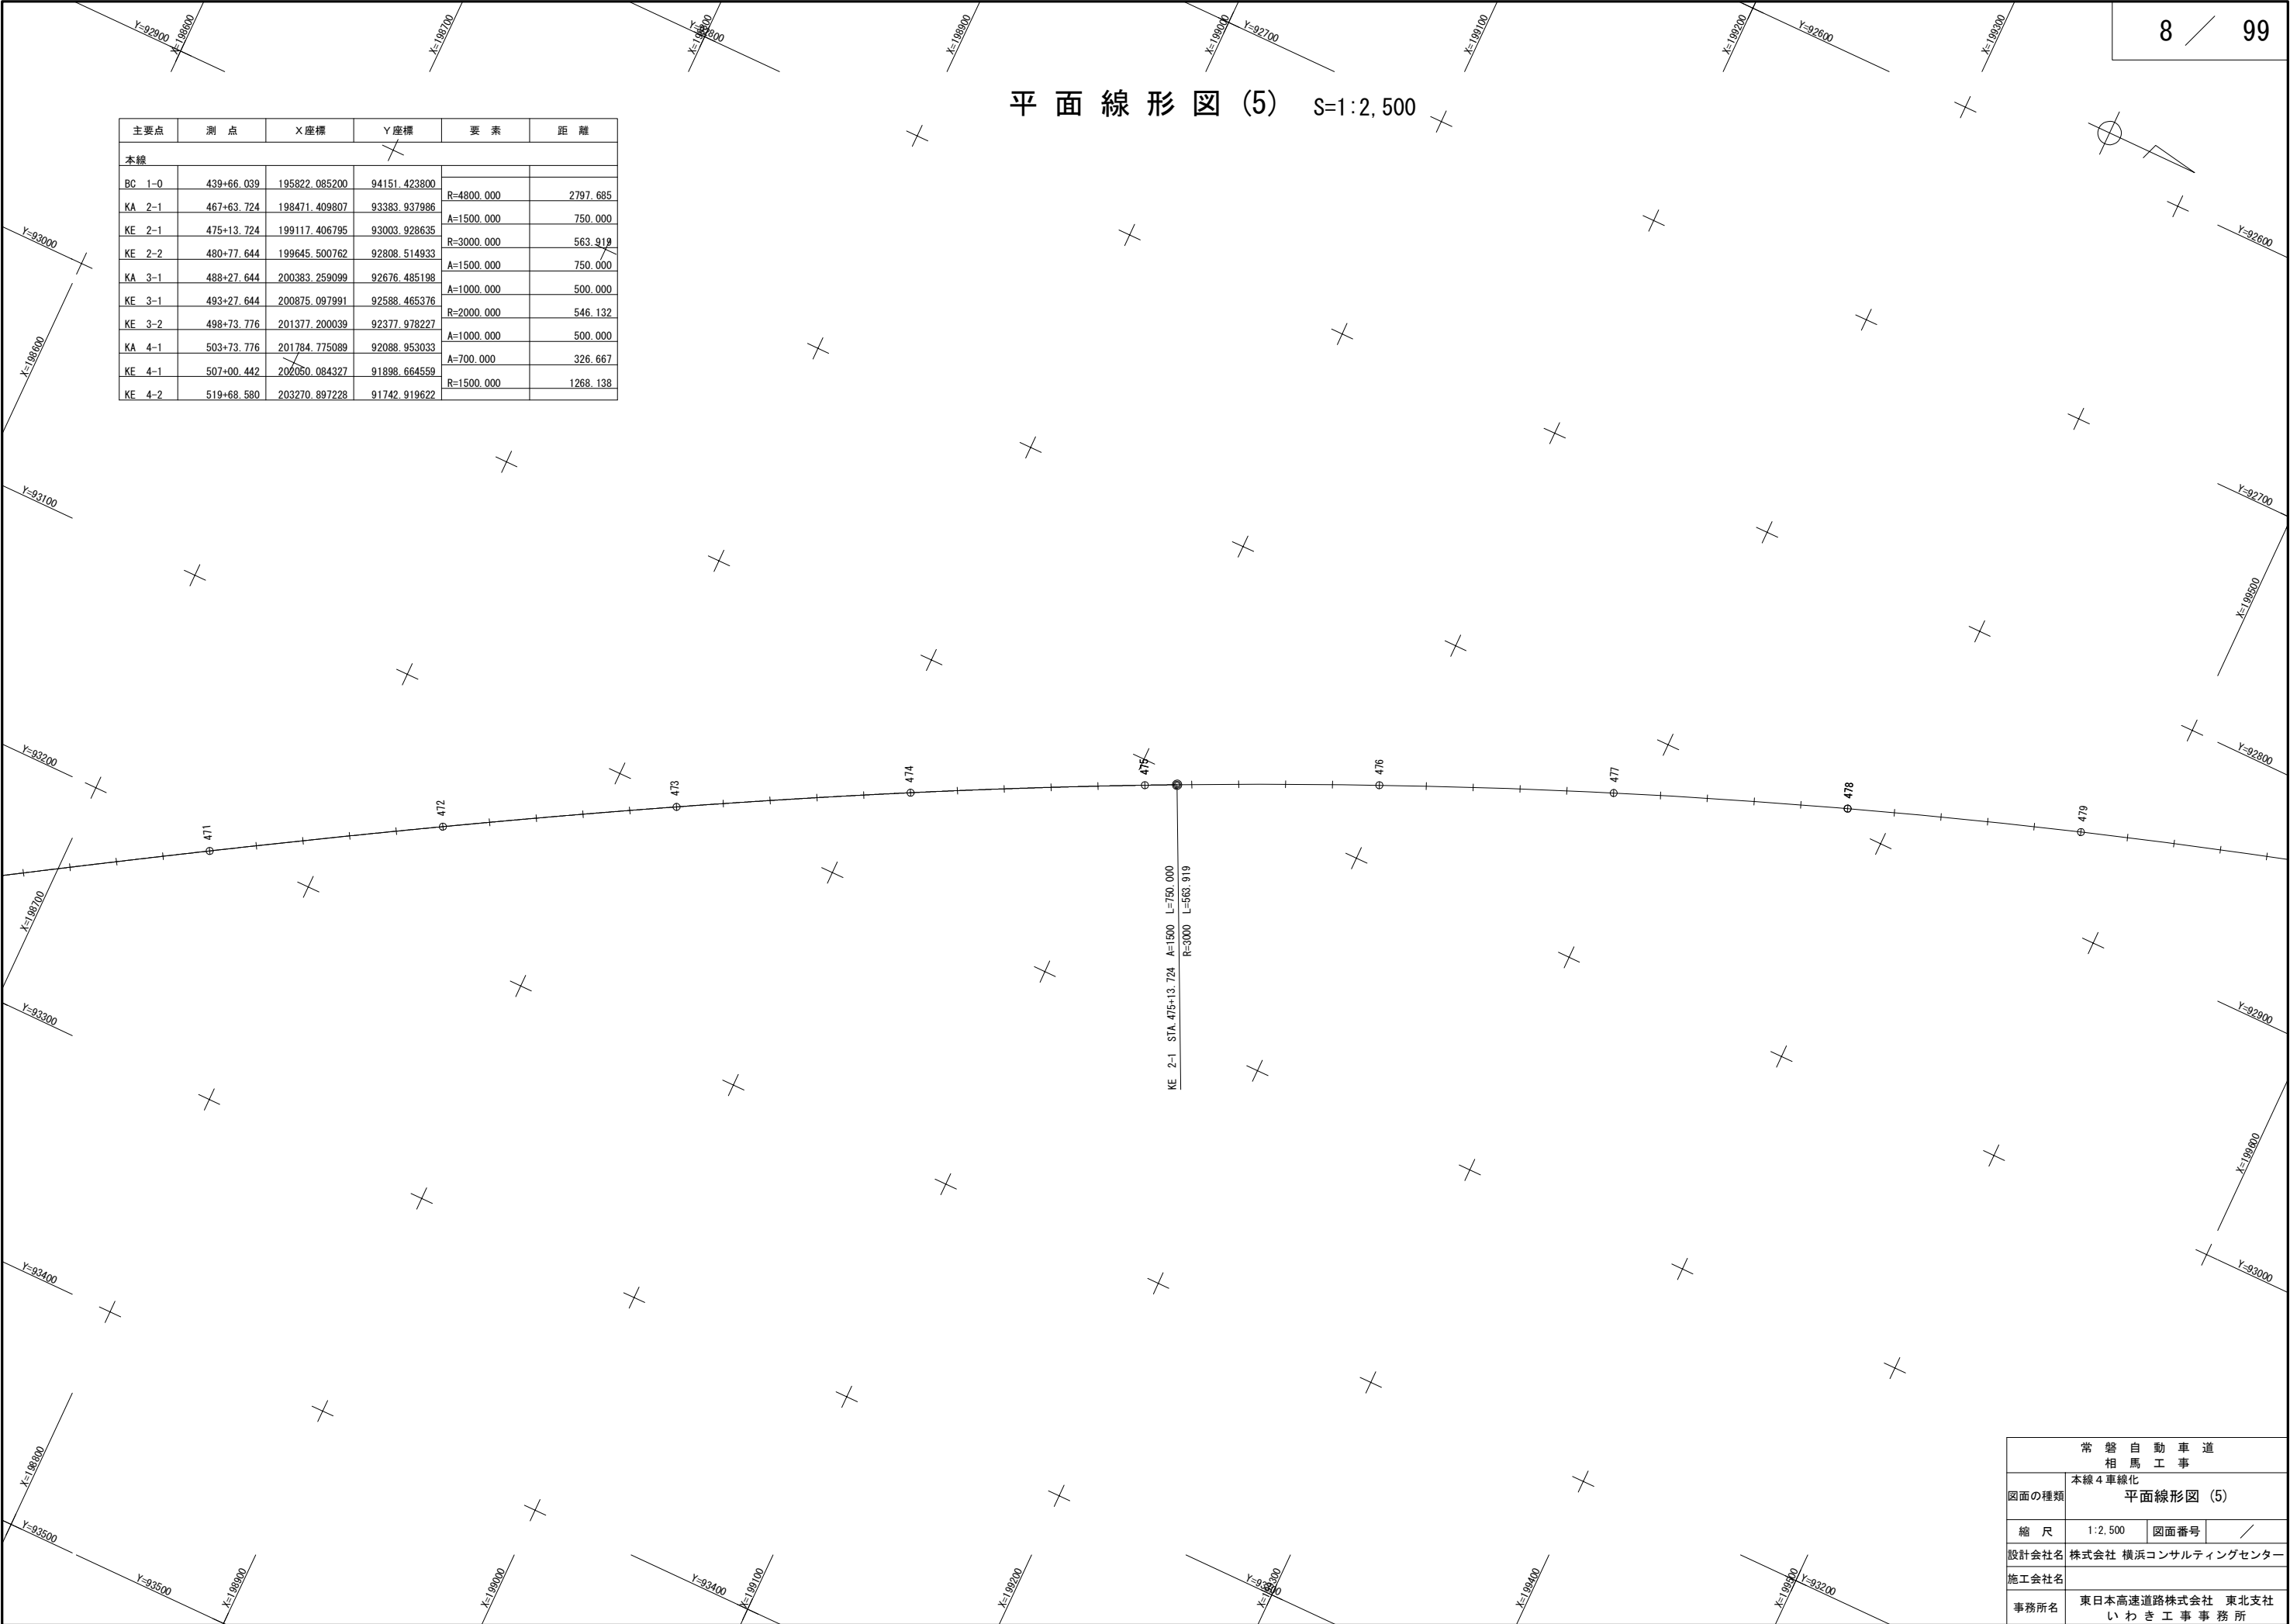 8 ／ 99
Y=92900
X=198600
X=198700
X=198800
Y=92800
X=198900
X=199000
Y=92700
X=199100
X=199200
Y=92600
X=199300
平面線形図 (5) S=1:2,500
主要点 測 点 X座標 Y座標 要 素 距 離
本線
BC 1-0 439+66.039 195822.085200 94151.423800
R=4800.000 2797.685
KA 2-1 467+63.724 198471.409807 93383.937986
A=1500.000 750.000
KE 2-1 475+13.724 199117.406795 93003.928635
R=3000.000 563.919
KE 2-2 480+77.644 199645.500762 92808.514933
A=1500.000 750.000
KA 3-1 488+27.644 200383.259099 92676.485198
A=1000.000 500.000
KE 3-1 493+27.644 200875.097991 92588.465376
R=2000.000 546.132
KE 3-2 498+73.776 201377.200039 92377.978227
A=1000.000 500.000
KA 4-1 503+73.776 201784.775089 92088.953033
A=700.000 326.667
KE 4-1 507+00.442 202050.084327 91898.664559
R=1500.000 1268.138
KE 4-2 519+68.580 203270.897228 91742.919622
Y=93000
X=198600
Y=93100
Y=93200
X=198700
Y=93300
Y=93400
X=198800
Y=93500
Y=92600
Y=92700
X=199500
Y=92800
Y=92900
X=199600
Y=93000
471
472
473
474
475
476
477
478
479
KE 2-1 STA.475+13.724 A=1500 L=750.000
R=3000 L=563.919
Y=93500
X=198900
X=199000
Y=93400
X=199100
X=199200
Y=93300
X=199300
X=199400
X=199500
Y=93200
常磐自動車道
相馬工事
図面の種類 本線４車線化
平面線形図 (5)
縮 尺 1:2,500 図面番号 ／
設計会社名 株式会社 横浜コンサルティングセンター
施工会社名
事務所名 東日本高速道路株式会社 東北支社
いわき工事事務所